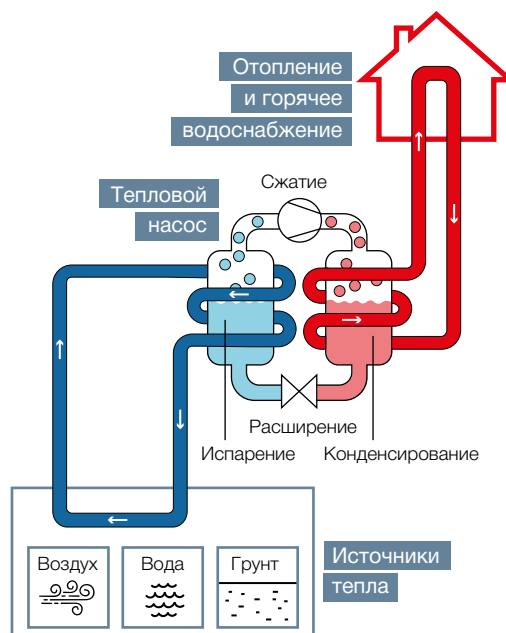 Отопление
и горячее
водоснабжение
Сжатие
Тепловой
насос
Расширение
Испарение
Конденсирование
Воздух
Вода
Грунт
Источники
тепла